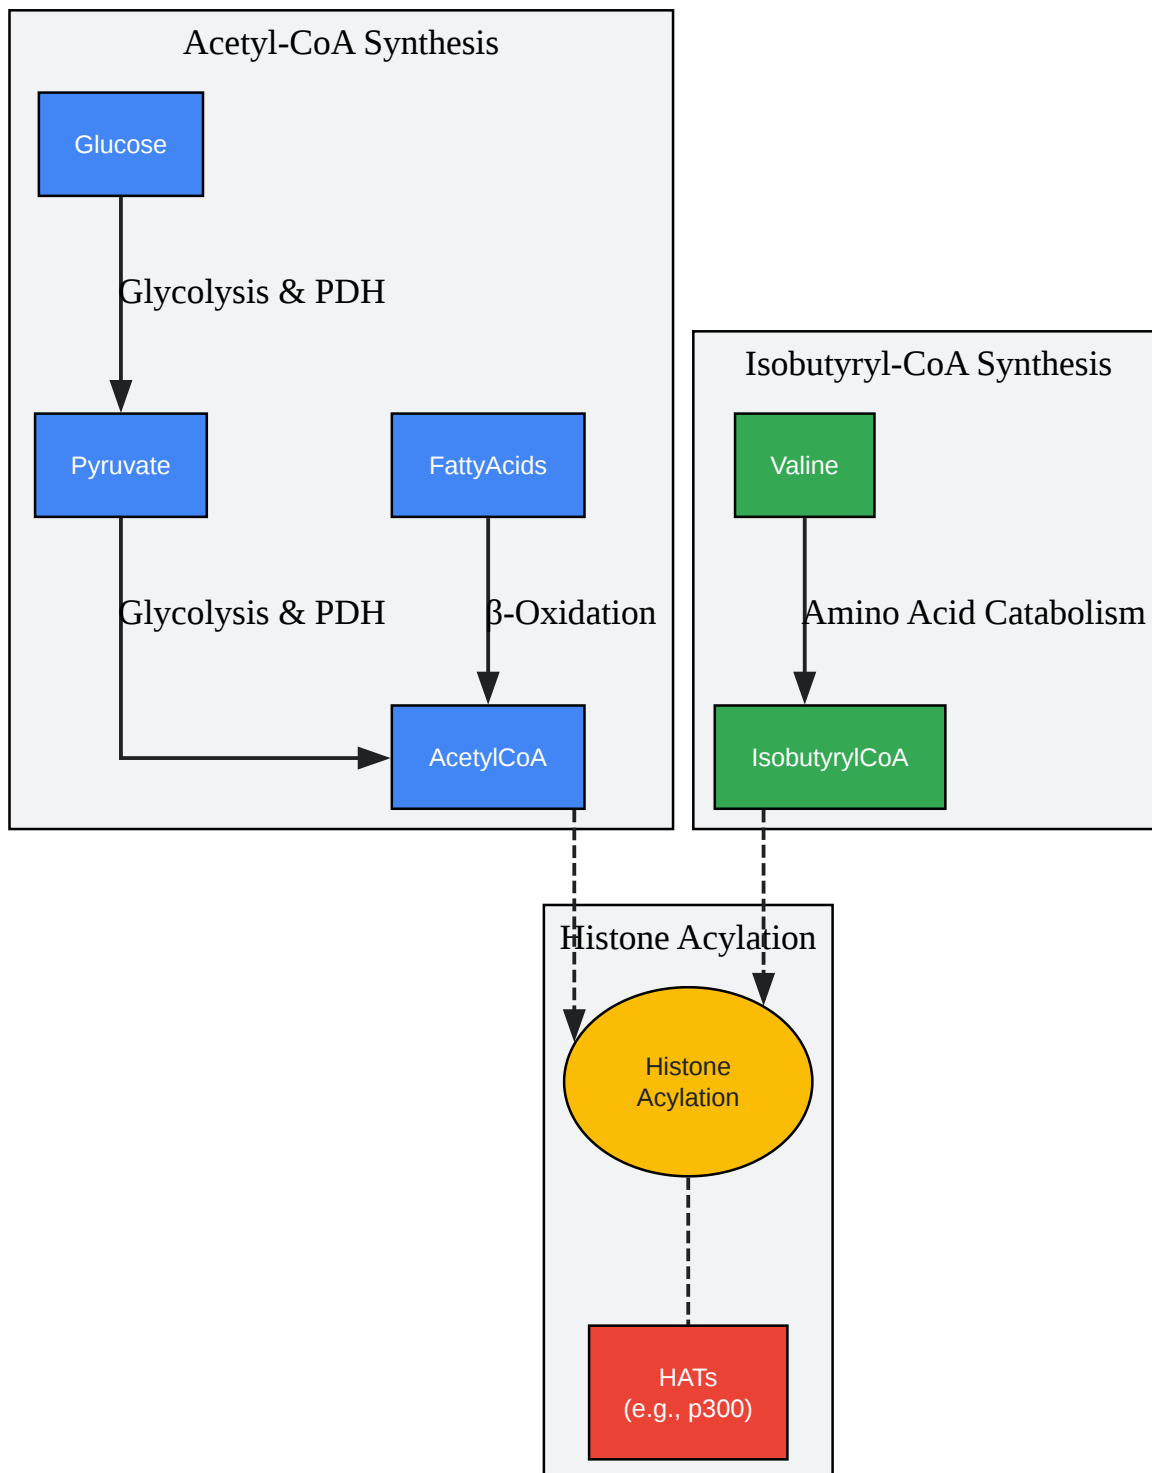 Acetyl-CoA Synthesis
Glucose
Glycolysis & PDH
Isobutyryl-CoA Synthesis
Pyruvate
FattyAcids
Valine
Glycolysis & PDH
β-Oxidation
Amino Acid Catabolism
AcetylCoA
IsobutyrylCoA
Histone Acylation
Histone
Acylation
HATs
(e.g., p300)